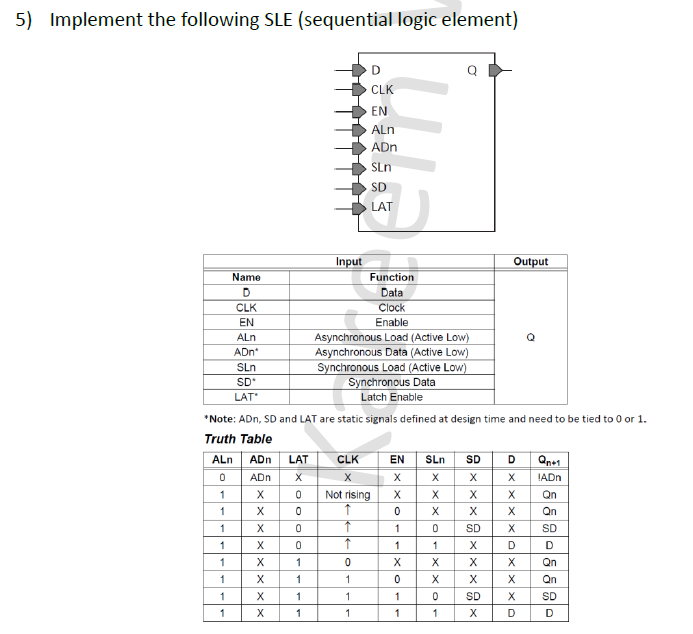 5) Implement the following SLE (sequential logic element)
D Q
CLK
EN
ALn
ADn
SLn
SD
LAT
Input Output
Name Function
D Data
CLK Clock
EN Enable
ALn Asynchronous Load (Active Low) Q
ADn* Asynchronous Data (Active Low)
SLn Synchronous Load (Active Low)
SD* Synchronous Data
LAT* Latch Enable
*Note: ADn, SD and LAT are static signals defined at design time and need to be tied to 0 or 1.
Truth Table
ALn ADn LAT CLK EN SLn SD D Qn+1
0 ADn X X X X X X !ADn
1 X 0 Not rising X X X X Qn
1 X 0 ↑ 0 X X X Qn
1 X 0 ↑ 1 0 SD X SD
1 X 0 ↑ 1 1 X D D
1 X 1 0 X X X X Qn
1 X 1 1 0 X X X Qn
1 X 1 1 1 0 SD X SD
1 X 1 1 1 1 X D D
Kareem